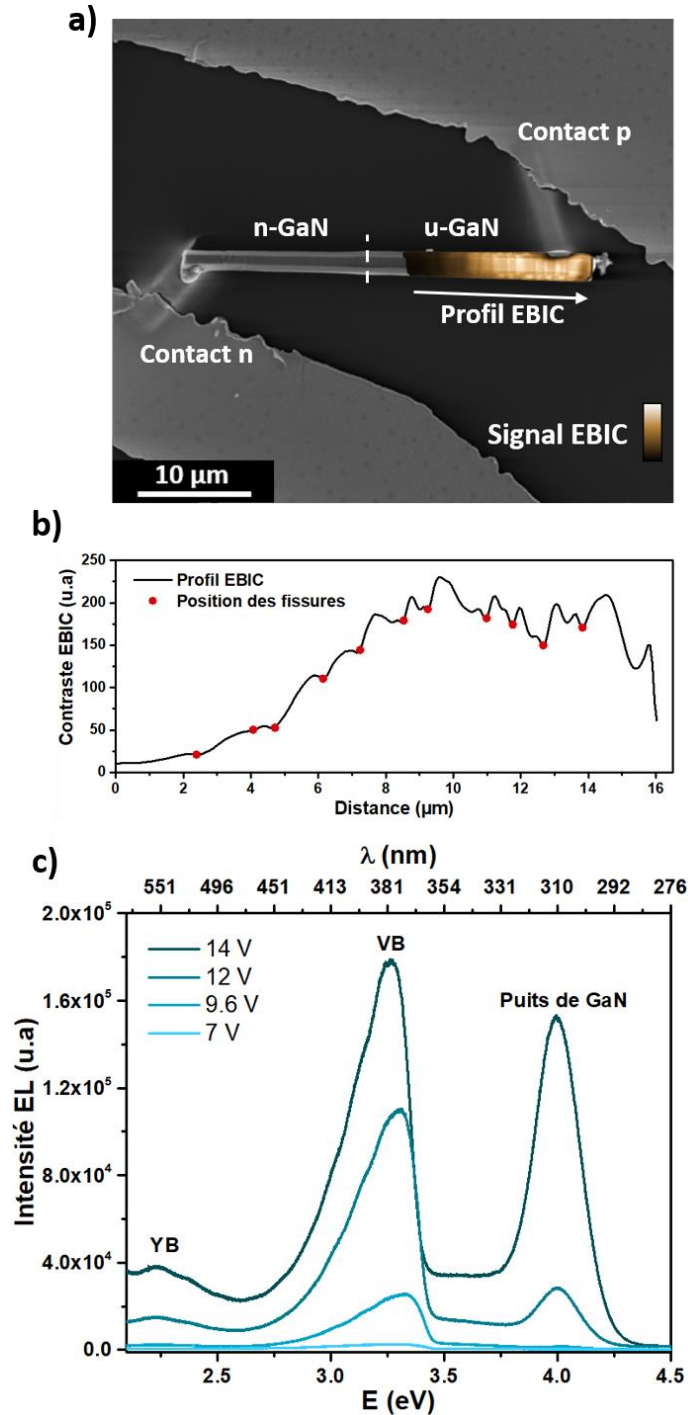 a)
Contact p
n-GaN
u-GaN
Profil EBIC
Contact n
Signal EBIC
10 µm
b)
250
200
150
100
50
0
Contraste EBIC (u.a)
Profil EBIC
Position des fissures
0 2 4 6 8 10 12 14 16
Distance (µm)
c)
λ (nm)
551 496 451 413 381 354 331 310 292 276
2.0x10⁵
1.6x10⁵
1.2x10⁵
8.0x10⁴
4.0x10⁴
0.0
Intensité EL (u.a)
14 V
12 V
9.6 V
7 V
YB
VB
Puits de GaN
2.5 3.0 3.5 4.0 4.5
E (eV)